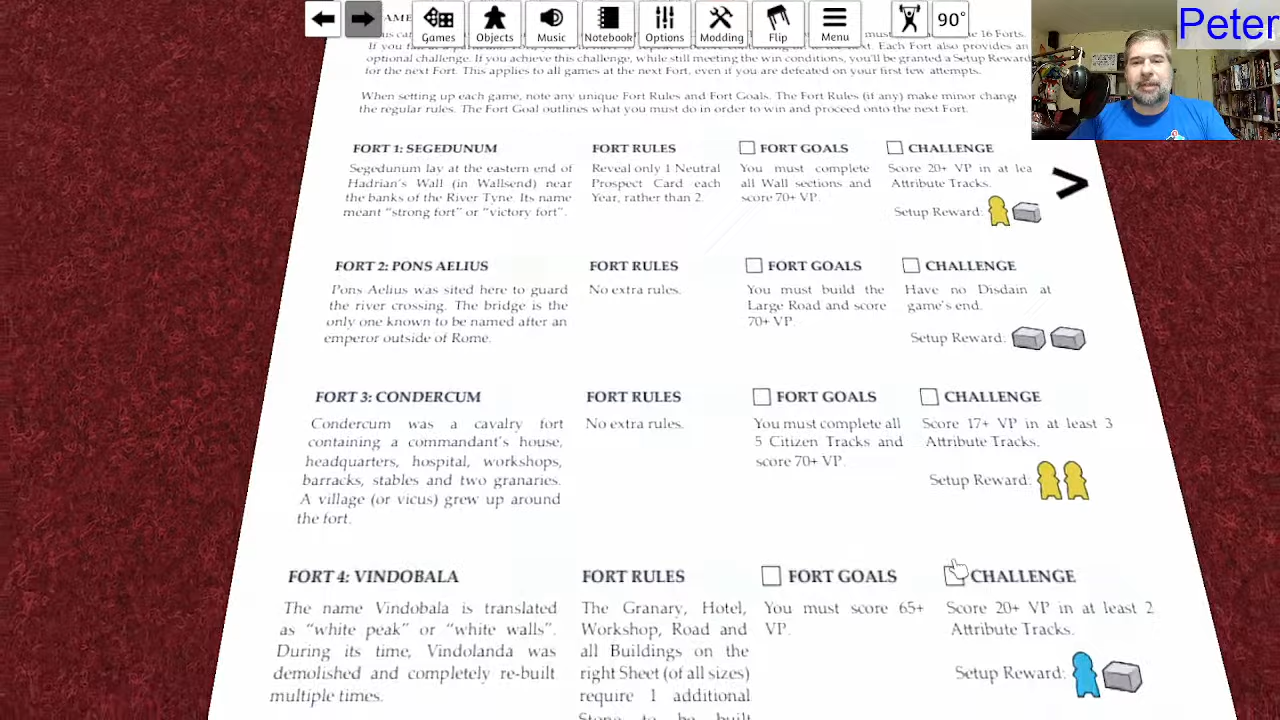 Games
Objects
Music
Notebook
Options
Modding
Flip
Menu
90°
Peter
16 Forts.
Each Fort also provides an
optional challenge. If you achieve this challenge, while still meeting the win conditions, you'll be granted a Setup Reward
for the next Fort. This applies to all games at the next Fort, even if you are defeated on your first few attempts.
When setting up each game, note any unique Fort Rules and Fort Goals. The Fort Rules (if any) make minor chang
the regular rules. The Fort Goal outlines what you must do in order to win and proceed onto the next Fort.
FORT 1: SEGEDUNUM
Segedunum lay at the eastern end of
Hadrian's Wall (in Wallsend) near
the banks of the River Tyne. Its name
meant "strong fort" or "victory fort".
FORT RULES
Reveal only 1 Neutral
Prospect Card each
Year, rather than 2.
FORT GOALS
You must complete
all Wall sections and
score 70+ VP.
CHALLENGE
Score 20+ VP in at lea
Attribute Tracks.
Setup Reward:
>
FORT 2: PONS AELIUS
Pons Aelius was sited here to guard
the river crossing. The bridge is the
only one known to be named after an
emperor outside of Rome.
FORT RULES
No extra rules.
FORT GOALS
You must build the
Large Road and score
70+ VP.
CHALLENGE
Have no Disdain at
game's end.
Setup Reward:
FORT 3: CONDERCUM
Condercum was a cavalry fort
containing a commandant's house,
headquarters, hospital, workshops,
barracks, stables and two granaries.
A village (or vicus) grew up around
the fort.
FORT RULES
No extra rules.
FORT GOALS
You must complete all
5 Citizen Tracks and
score 70+ VP.
CHALLENGE
Score 17+ VP in at least 3
Attribute Tracks.
Setup Reward:
FORT 4: VINDOBALA
The name Vindobala is translated
as "white peak" or "white walls".
During its time, Vindolanda was
demolished and completely re-built
multiple times.
FORT RULES
The Granary, Hotel,
Workshop, Road and
all Buildings on the
right Sheet (of all sizes)
require 1 additional
Stone to be built
FORT GOALS
You must score 65+
VP.
CHALLENGE
Score 20+ VP in at least 2
Attribute Tracks.
Setup Reward: